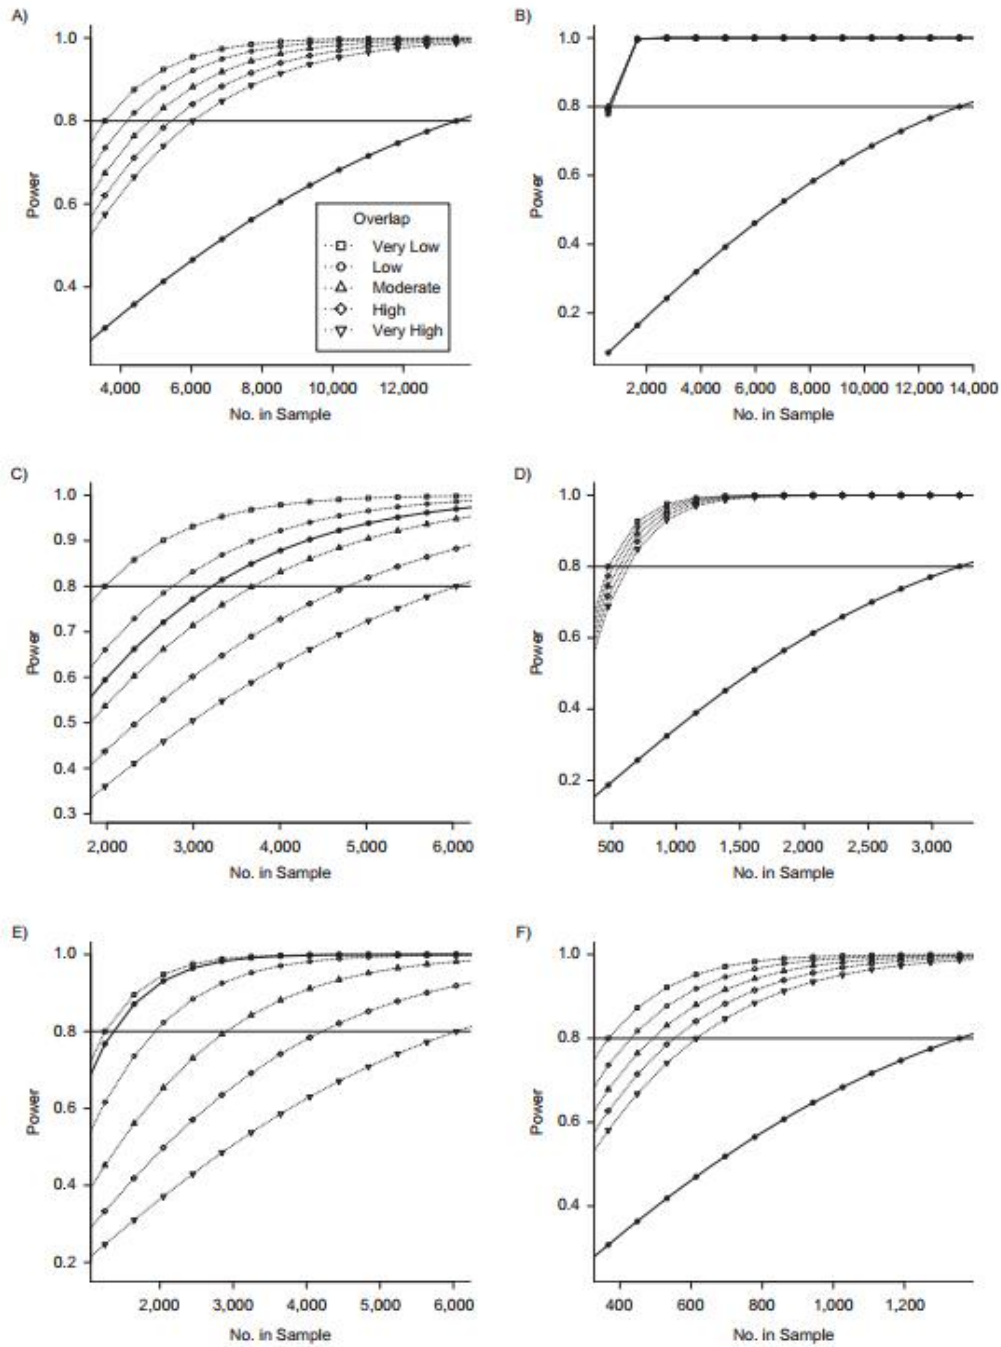 A)
1.0
0.8
0.6
0.4
Power
Overlap
Very Low
Low
Moderate
High
Very High
4,000 6,000 8,000 10,000 12,000
No. in Sample
B)
1.0
0.8
0.6
0.4
0.2
Power
2,000 4,000 6,000 8,000 10,000 12,000 14,000
No. in Sample
C)
1.0
0.9
0.8
0.7
0.6
0.5
0.4
0.3
Power
2,000 3,000 4,000 5,000 6,000
No. in Sample
D)
1.0
0.8
0.6
0.4
0.2
Power
500 1,000 1,500 2,000 2,500 3,000
No. in Sample
E)
1.0
0.8
0.6
0.4
0.2
Power
2,000 3,000 4,000 5,000 6,000
No. in Sample
F)
1.0
0.8
0.6
0.4
Power
400 600 800 1,000 1,200
No. in Sample